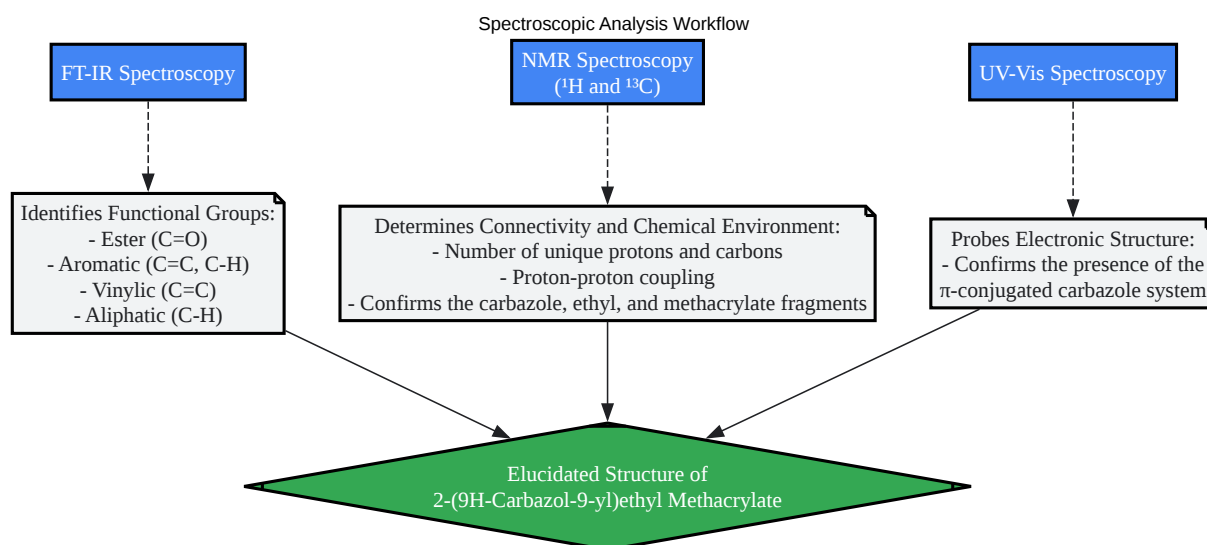 Spectroscopic Analysis Workflow
FT-IR Spectroscopy
NMR Spectroscopy
(¹H and ¹³C)
UV-Vis Spectroscopy
Identifies Functional Groups:
- Ester (C=O)
- Aromatic (C=C, C-H)
- Vinylic (C=C)
- Aliphatic (C-H)
Determines Connectivity and Chemical Environment:
- Number of unique protons and carbons
- Proton-proton coupling
- Confirms the carbazole, ethyl, and methacrylate fragments
Probes Electronic Structure:
- Confirms the presence of the
π-conjugated carbazole system
Elucidated Structure of
2-(9H-Carbazol-9-yl)ethyl Methacrylate